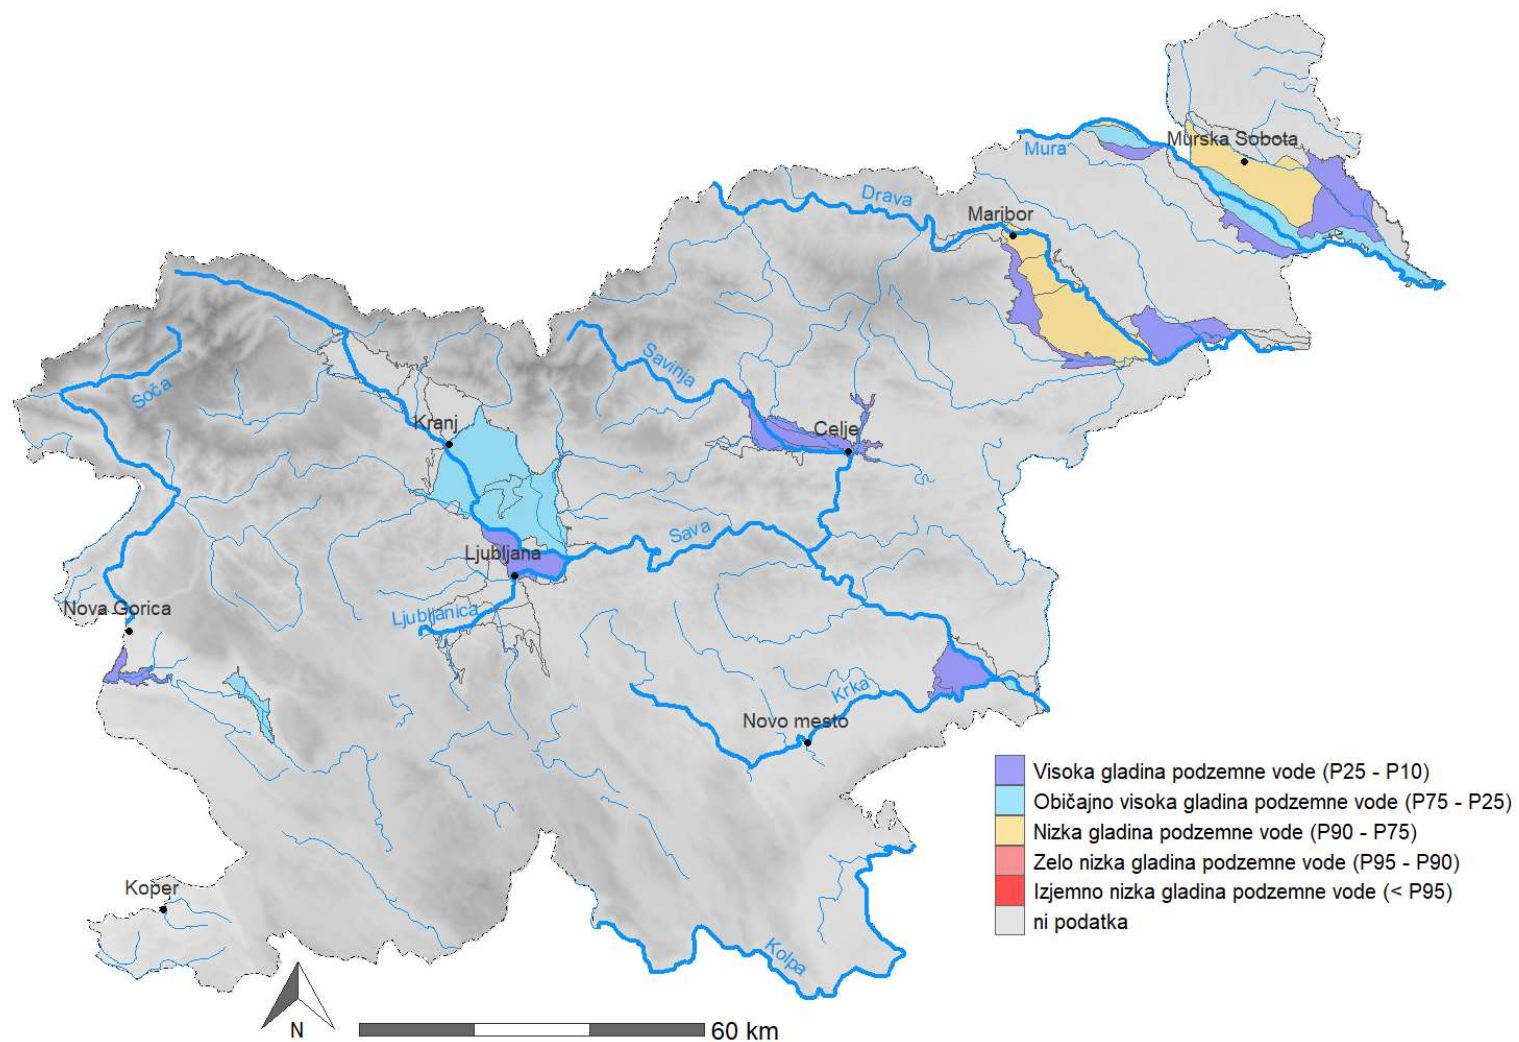 Murska Sobota
Mura
Drava
Maribor
Soča
Savinja
Kranj
Celje
Sava
Ljubljana
Nova Gorica
Ljubljanica
Krka
Novo mesto
Visoka gladina podzemne vode (P25 - P10)
Običajno visoka gladina podzemne vode (P75 - P25)
Nizka gladina podzemne vode (P90 - P75)
Zelo nizka gladina podzemne vode (P95 - P90)
Izjemno nizka gladina podzemne vode (< P95)
ni podatka
Koper
Kolpa
N
60 km